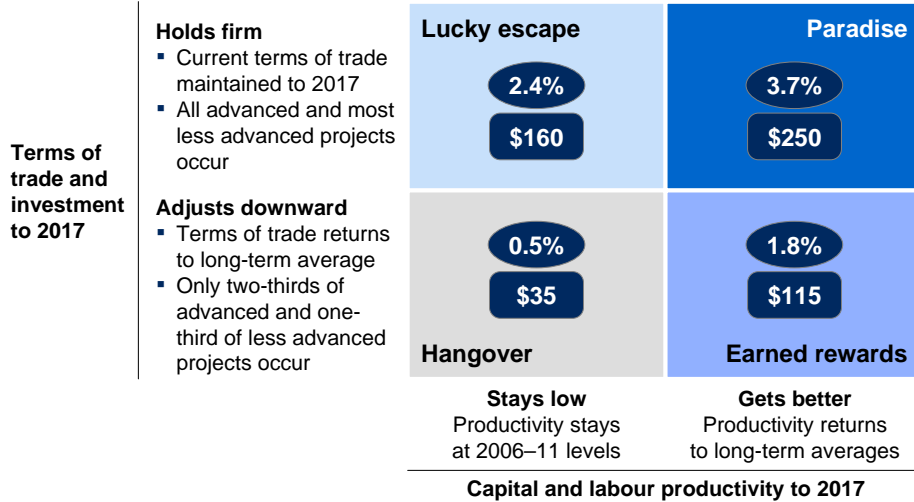 Terms of
trade and
investment
to 2017
Holds firm
▪ Current terms of trade
maintained to 2017
▪ All advanced and most
less advanced projects
occur
Adjusts downward
▪ Terms of trade returns
to long-term average
▪ Only two-thirds of
advanced and one-
third of less advanced
projects occur
Lucky escape
2.4%
$160
Paradise
3.7%
$250
0.5%
$35
Hangover
1.8%
$115
Earned rewards
Stays low
Productivity stays
at 2006–11 levels
Gets better
Productivity returns
to long-term averages
Capital and labour productivity to 2017